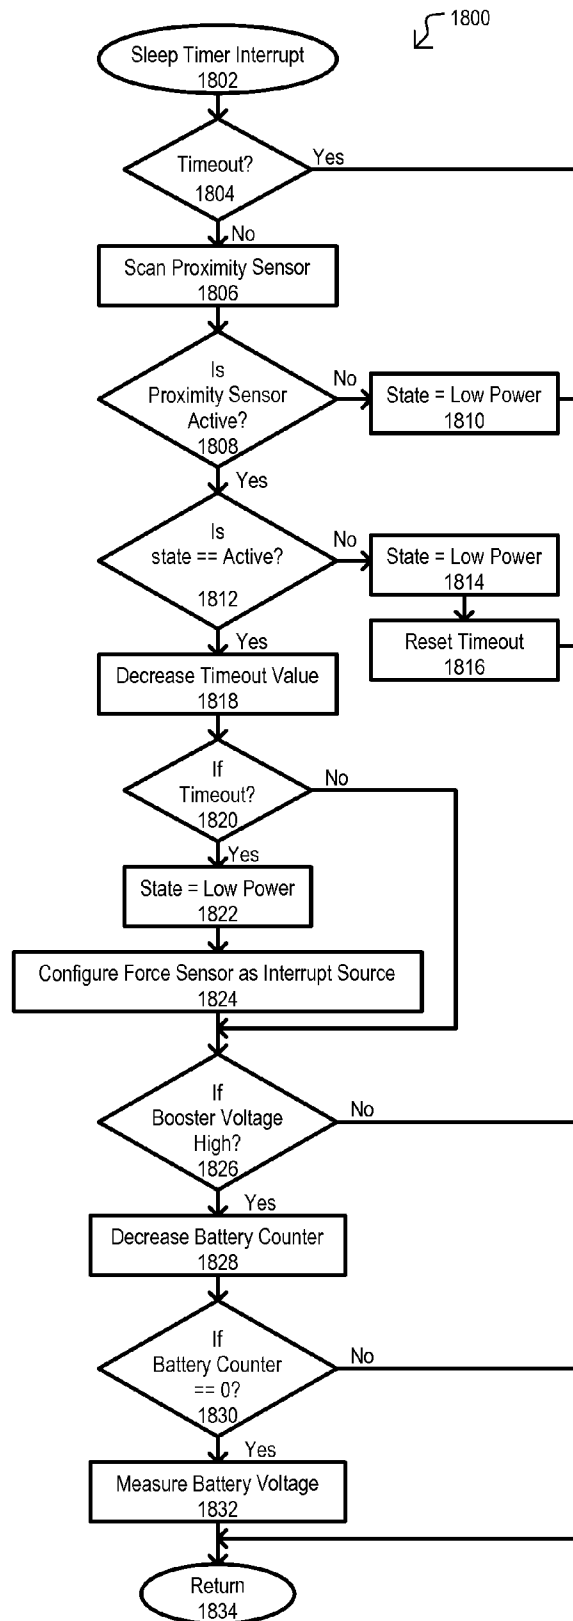 1800
Sleep Timer Interrupt
1802
Timeout?
1804
Yes
No
Scan Proximity Sensor
1806
Is
Proximity Sensor
Active?
1808
No
State = Low Power
1810
Yes
Is
state == Active?
1812
No
State = Low Power
1814
Reset Timeout
1816
Yes
Decrease Timeout Value
1818
If
Timeout?
1820
No
Yes
State = Low Power
1822
Configure Force Sensor as Interrupt Source
1824
If
Booster Voltage
High?
1826
No
Yes
Decrease Battery Counter
1828
If
Battery Counter
== 0?
1830
No
Yes
Measure Battery Voltage
1832
Return
1834